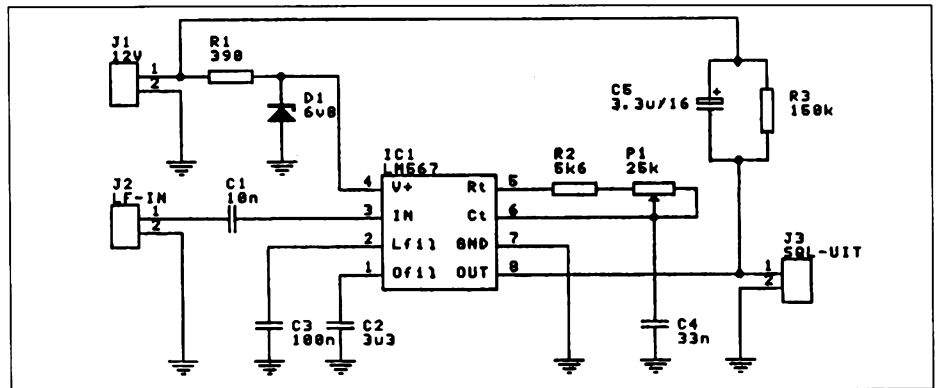 J1
12V
1
2
R1
390
D1
6v8
C5
3.3u/16
+
R3
150k
IC1
LM567
R2
5k6
P1
25k
4 V+ Rt 5
3 IN Ct 6
2 Lfil GND 7
1 Ofil OUT 8
J2
LF-IN
1
2
C1
10n
J3
SQL-UIT
1
2
C3
100n
C2
3u3
C4
33n